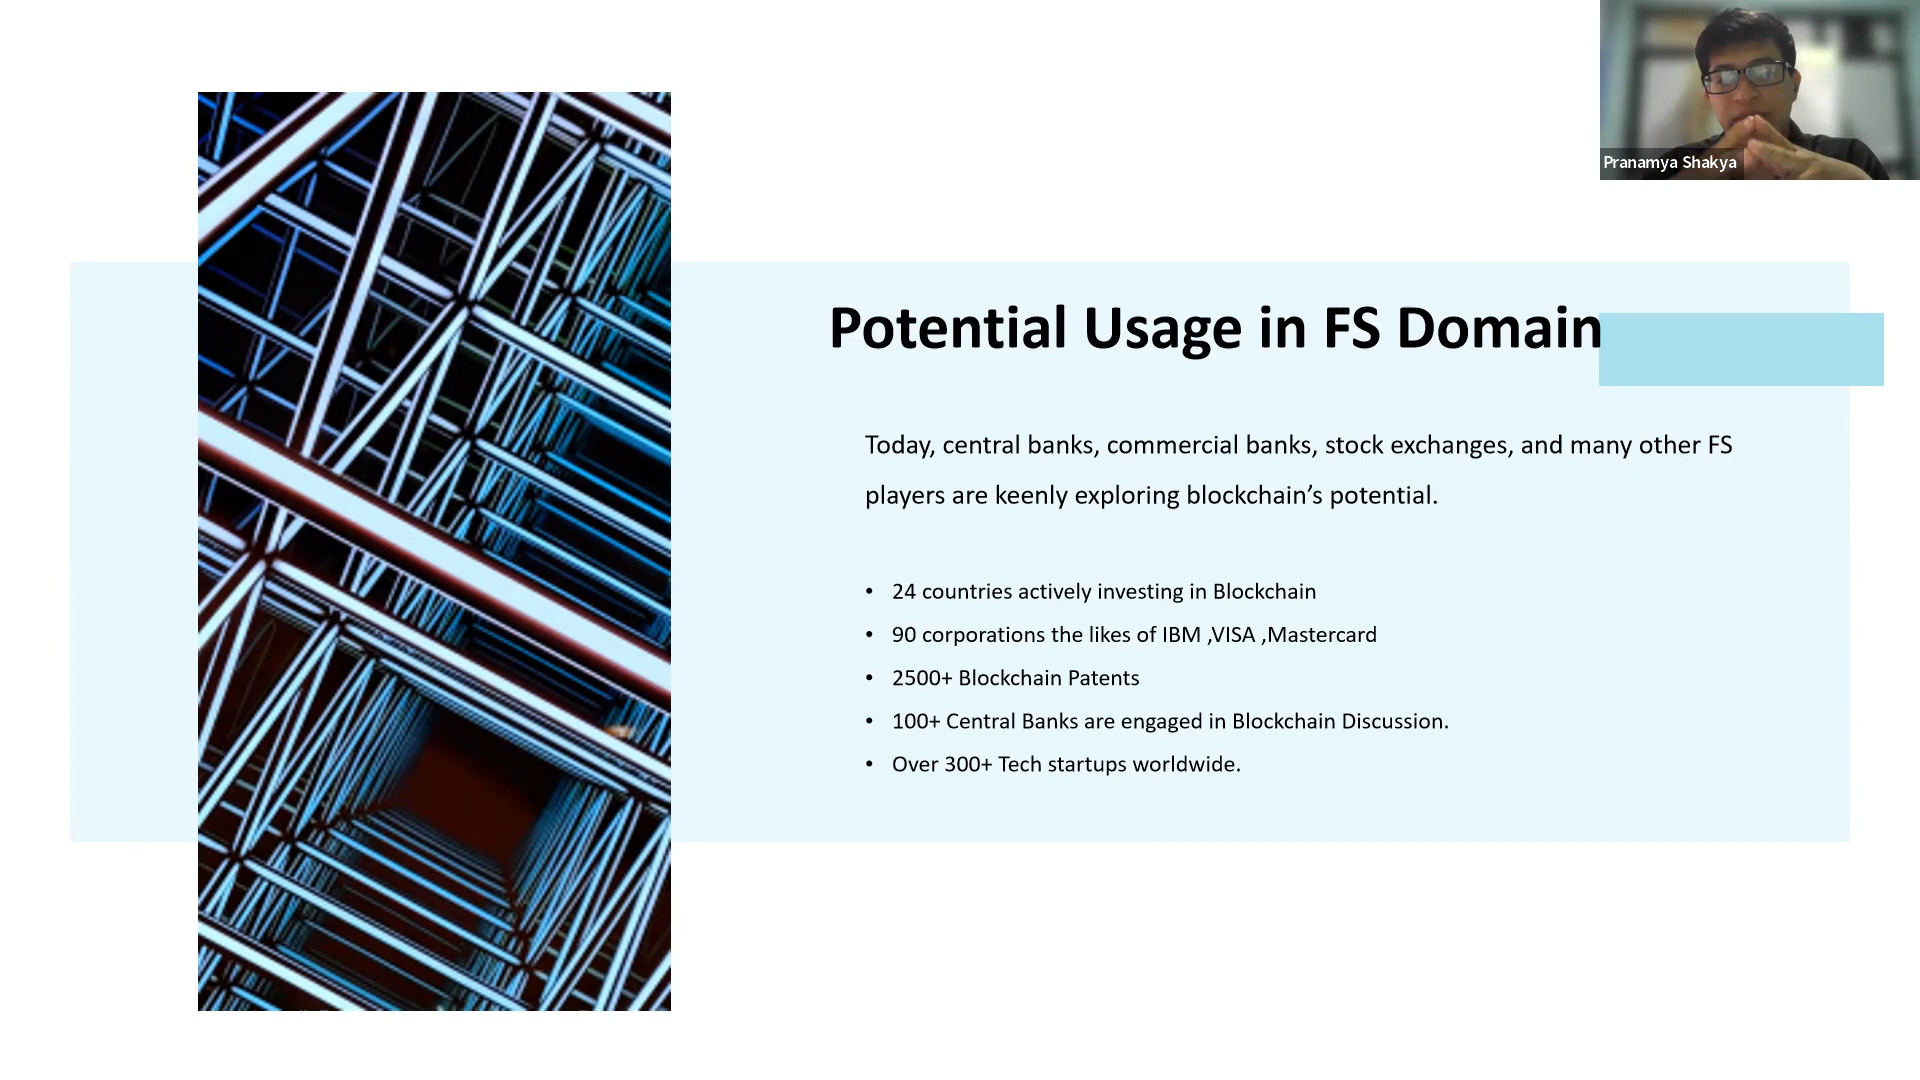 Pranamya Shakya
Potential Usage in FS Domain
Today, central banks, commercial banks, stock exchanges, and many other FS
players are keenly exploring blockchain’s potential.
• 24 countries actively investing in Blockchain
• 90 corporations the likes of IBM ,VISA ,Mastercard
• 2500+ Blockchain Patents
• 100+ Central Banks are engaged in Blockchain Discussion.
• Over 300+ Tech startups worldwide.